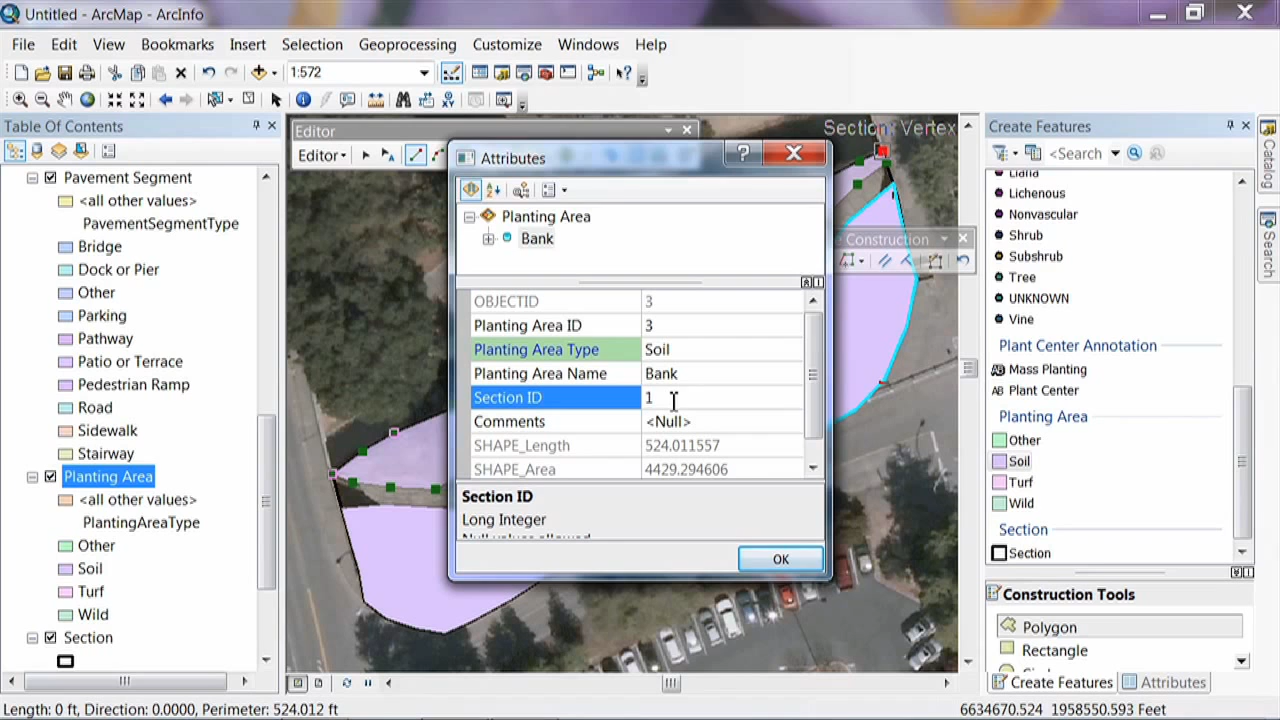 Untitled - ArcMap - ArcInfo
File Edit View Bookmarks Insert Selection Geoprocessing Customize Windows Help
1:572
Table Of Contents
Pavement Segment
<all other values>
PavementSegmentType
Bridge
Dock or Pier
Other
Parking
Pathway
Patio or Terrace
Pedestrian Ramp
Road
Sidewalk
Stairway
Planting Area
<all other values>
PlantingAreaType
Other
Soil
Turf
Wild
Section
Editor
Editor
Section: Vertex
Construction
Attributes
Planting Area
Bank
OBJECTID 3
Planting Area ID 3
Planting Area Type Soil
Planting Area Name Bank
Section ID 1
Comments <Null>
SHAPE_Length 524.011557
SHAPE_Area 4429.294606
Section ID
Long Integer
Null values allowed
OK
Create Features
<Search>
Liana
Lichenous
Nonvascular
Shrub
Subshrub
Tree
UNKNOWN
Vine
Plant Center Annotation
Mass Planting
Plant Center
Planting Area
Other
Soil
Turf
Wild
Section
Section
Construction Tools
Polygon
Rectangle
Create Features Attributes
Catalog
Search
Length: 0 ft, Direction: 0.0000, Perimeter: 524.012 ft
6634670.524 1958550.593 Feet